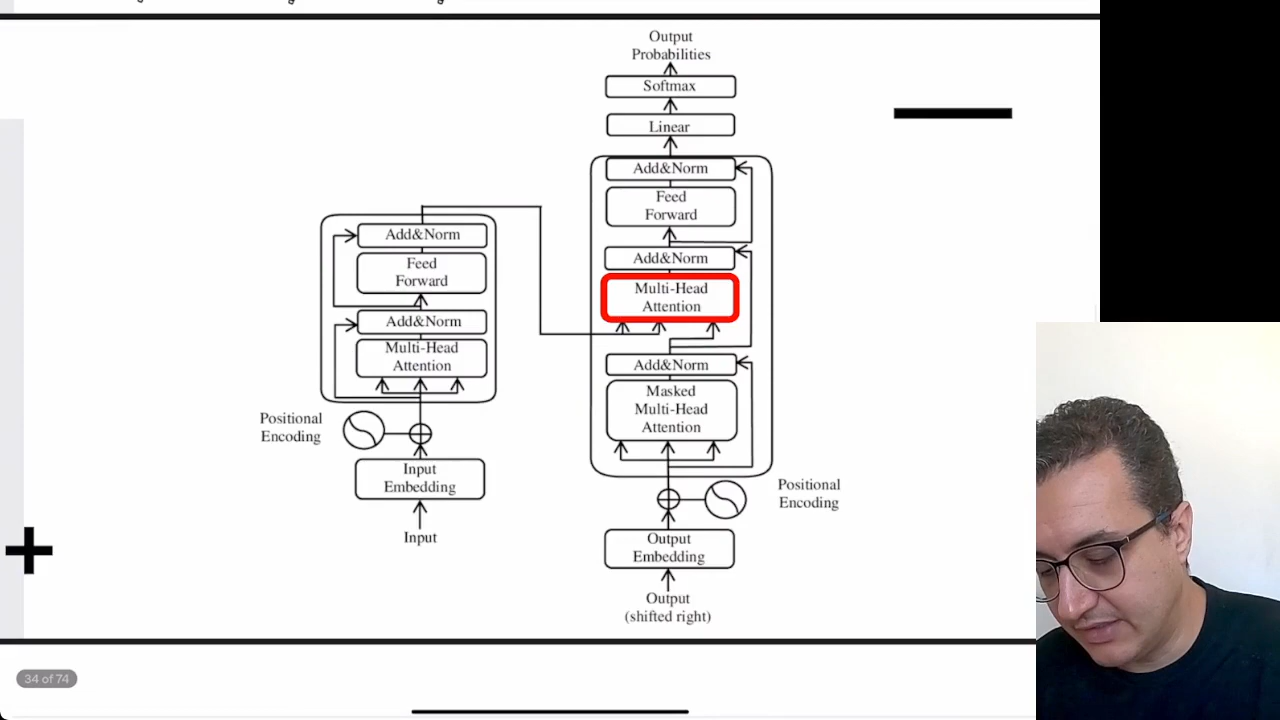 Output
Probabilities
Softmax
Linear
Add&Norm
Feed
Forward
Add&Norm
Multi-Head
Attention
Add&Norm
Masked
Multi-Head
Attention
Positional
Encoding
Output
Embedding
Output
(shifted right)
Add&Norm
Feed
Forward
Add&Norm
Multi-Head
Attention
Positional
Encoding
Input
Embedding
Input
34 of 74